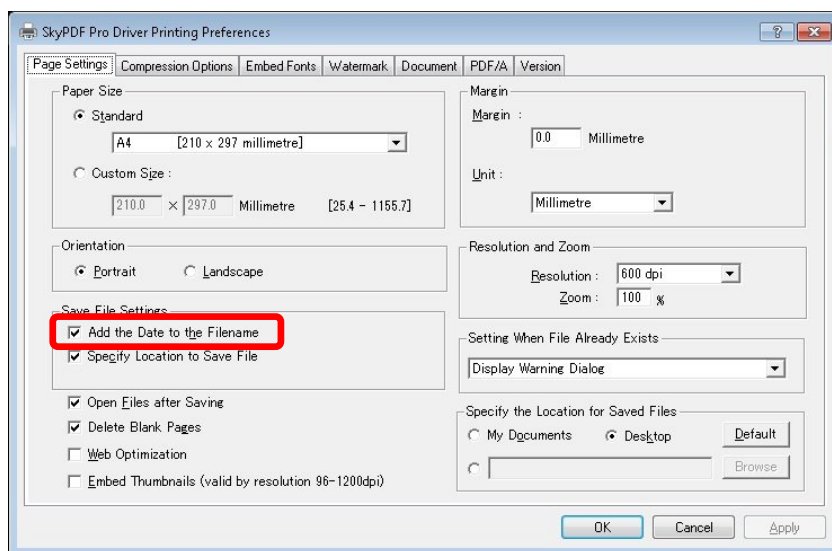 SkyPDF Pro Driver Printing Preferences
Page Settings Compression Options Embed Fonts Watermark Document PDF/A Version
Paper Size
Standard
A4 [210 x 297 millimetre]
Custom Size :
210.0 × 297.0 Millimetre [25.4 - 1155.7]
Orientation
Portrait Landscape
Save File Settings
Add the Date to the Filename
Specify Location to Save File
Open Files after Saving
Delete Blank Pages
Web Optimization
Embed Thumbnails (valid by resolution 96-1200dpi)
Margin
Margin :
0.0 Millimetre
Unit :
Millimetre
Resolution and Zoom
Resolution : 600 dpi
Zoom : 100 %
Setting When File Already Exists
Display Warning Dialog
Specify the Location for Saved Files
My Documents Desktop Default
Browse
OK Cancel Apply